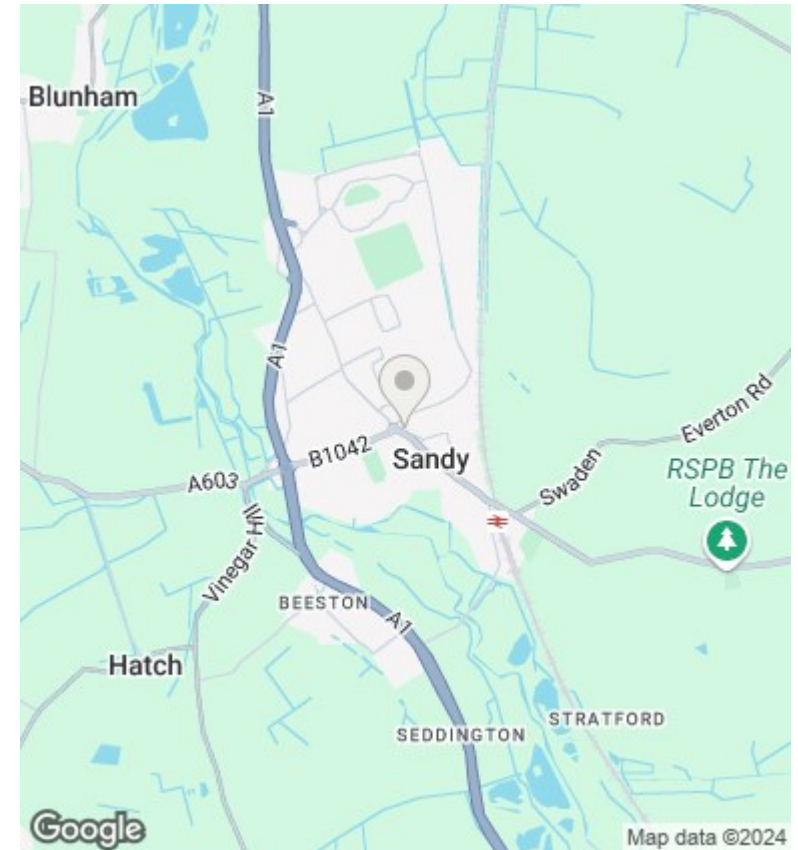 Blunham
A1
A1
B1042
Sandy
A603
Everton Rd
Swaden
RSPB The
Lodge
Vinegar Hl
BEESTON
A1
Hatch
STRATFORD
SEDDINGTON
Google
Map data ©2024